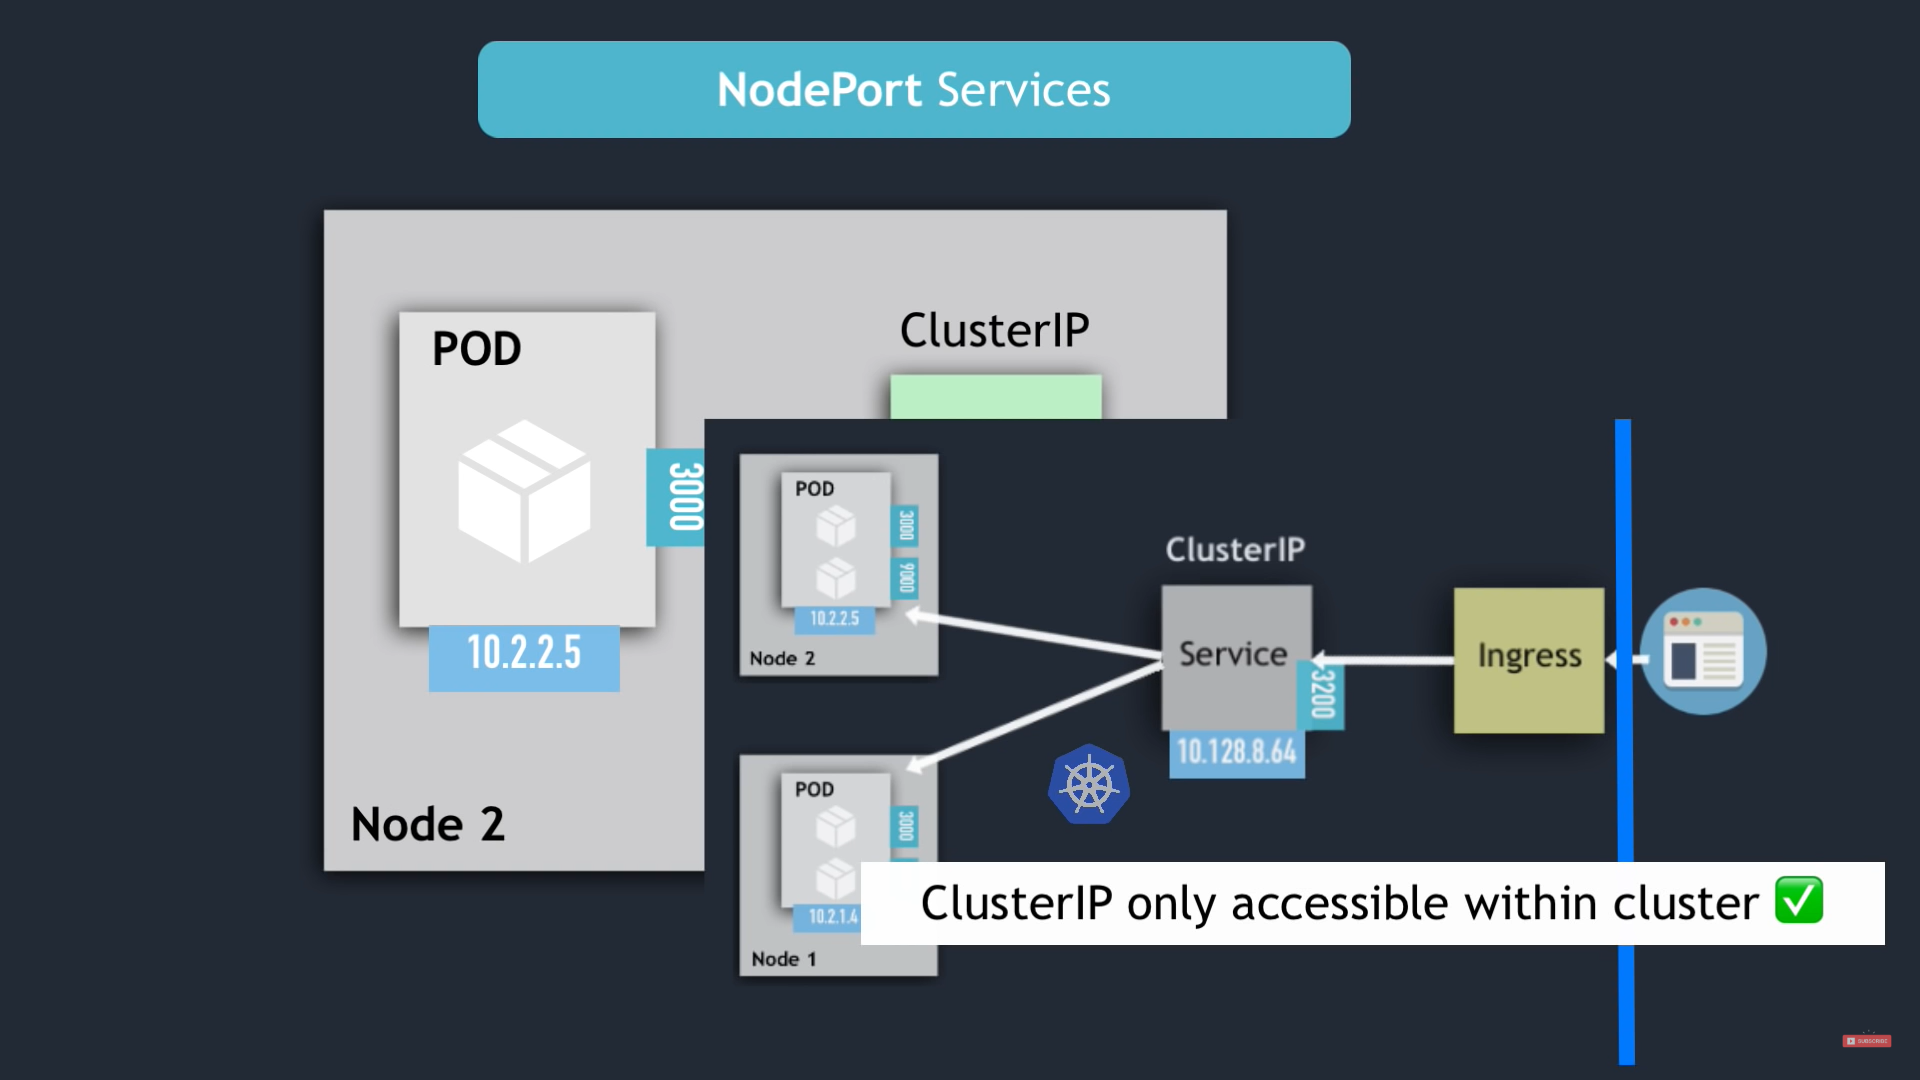 NodePort Services
ClusterIP
POD
3000
10.2.2.5
Node 2
POD
3000
9000
10.2.2.5
Node 2
ClusterIP
Service
3200
10.128.8.64
Ingress
POD
3000
10.2.1.4
Node 1
ClusterIP only accessible within cluster ✅
SUBSCRIBE